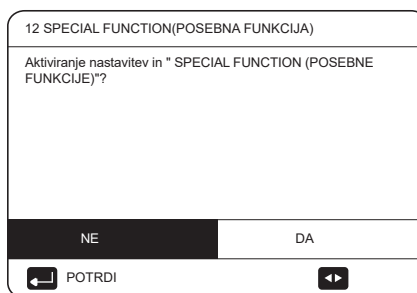 12 SPECIAL FUNCTION(POSEBNA FUNKCIJA)
Aktiviranje nastavitev in " SPECIAL FUNCTION (POSEBNE
FUNKCIJE)"?
NE DA
POTRDI